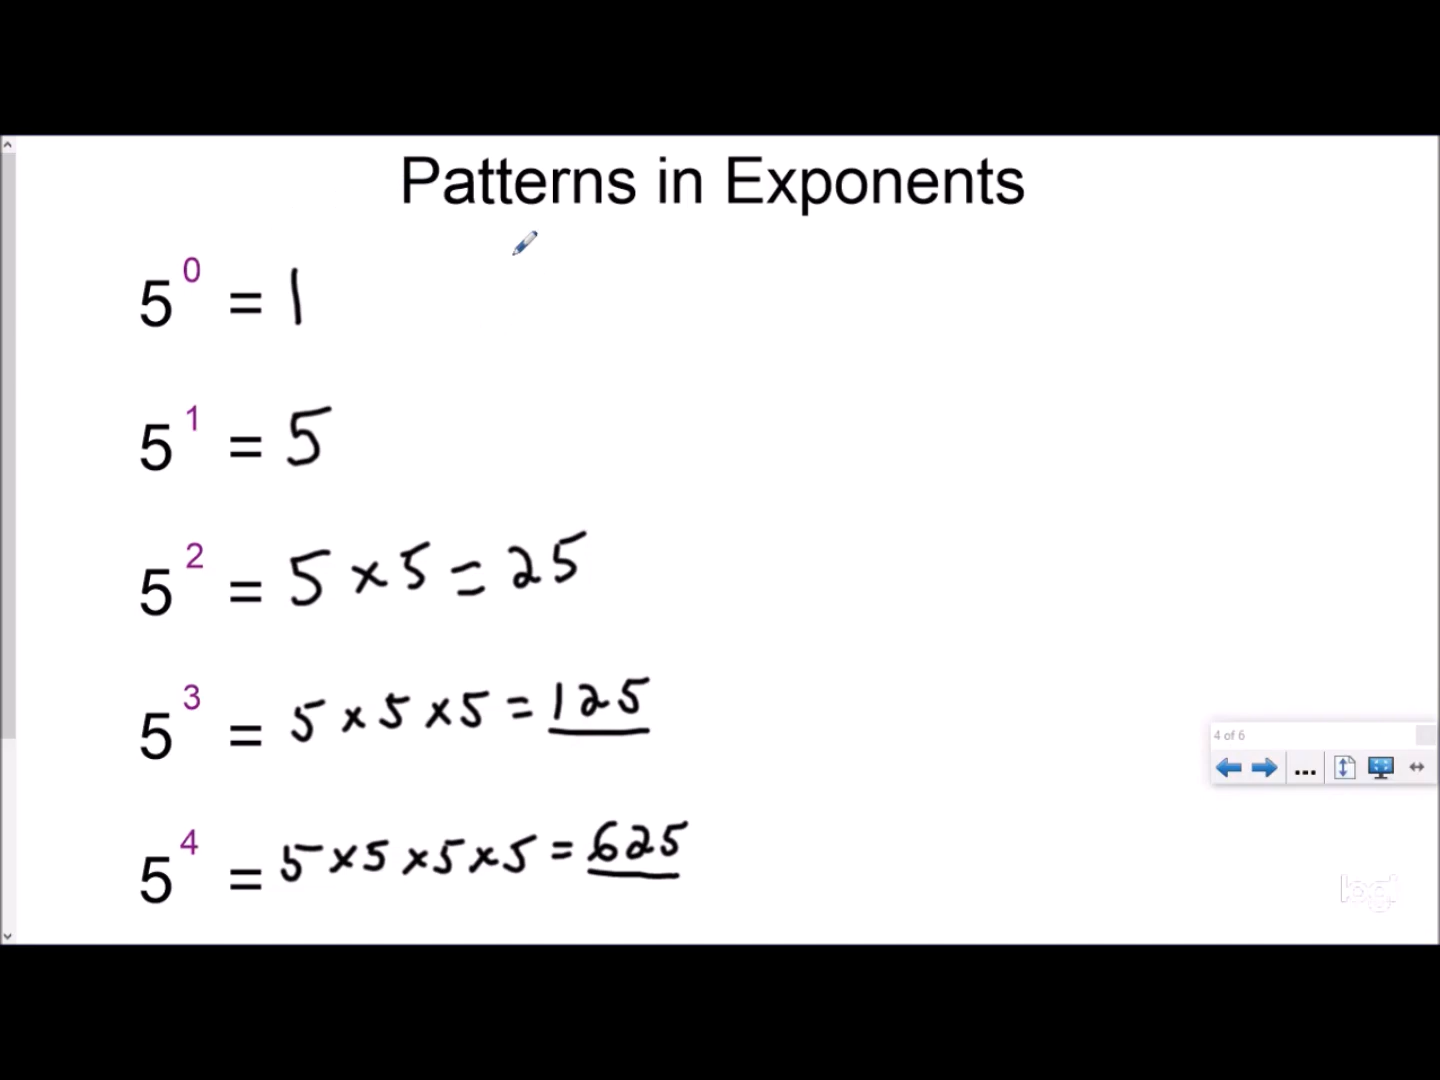 Patterns in Exponents
5⁰ = 1
5¹ = 5
5² = 5 × 5 = 25
5³ = 5 × 5 × 5 = 125
4 of 6
...
5⁴ = 5 × 5 × 5 × 5 = 625
logi